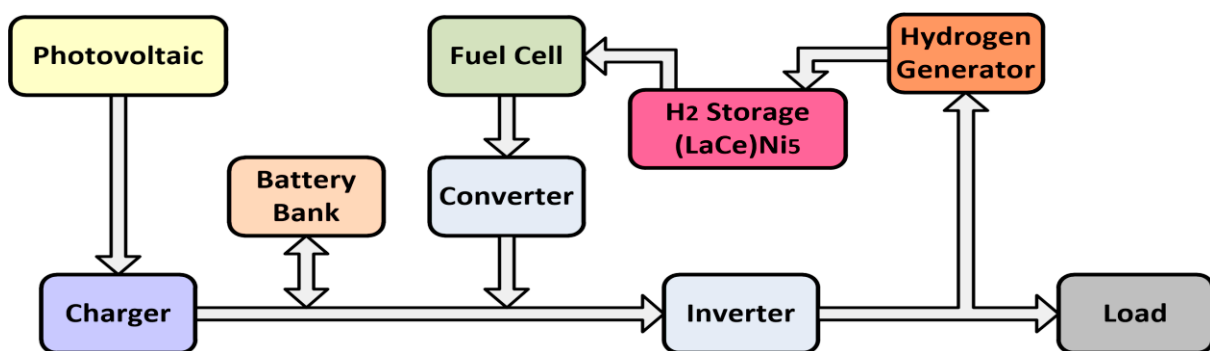 Photovoltaic
Fuel Cell
Hydrogen
Generator
H2 Storage
(LaCe)Ni5
Battery
Bank
Converter
Charger
Inverter
Load